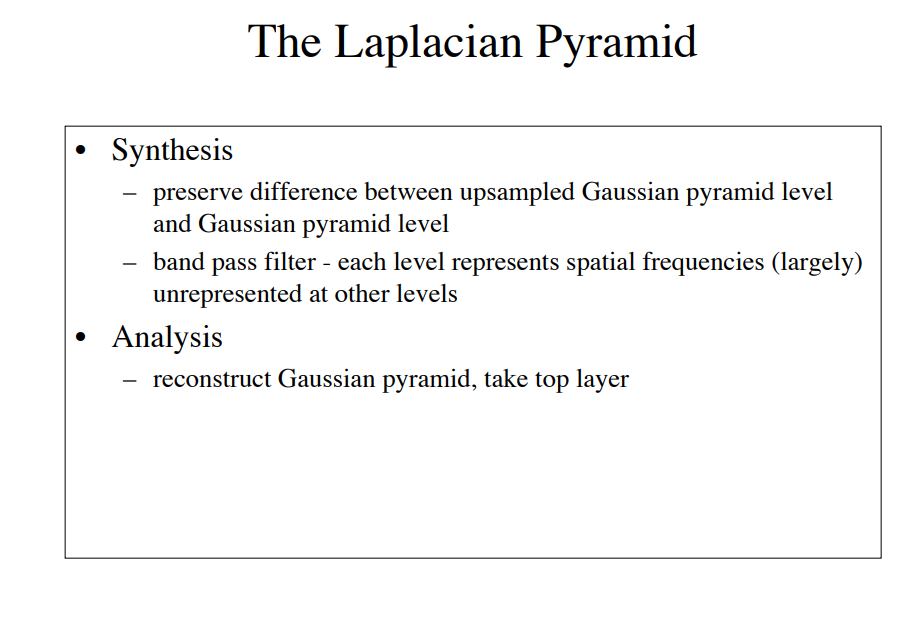 The Laplacian Pyramid
• Synthesis
– preserve difference between upsampled Gaussian pyramid level
and Gaussian pyramid level
– band pass filter - each level represents spatial frequencies (largely)
unrepresented at other levels
• Analysis
– reconstruct Gaussian pyramid, take top layer